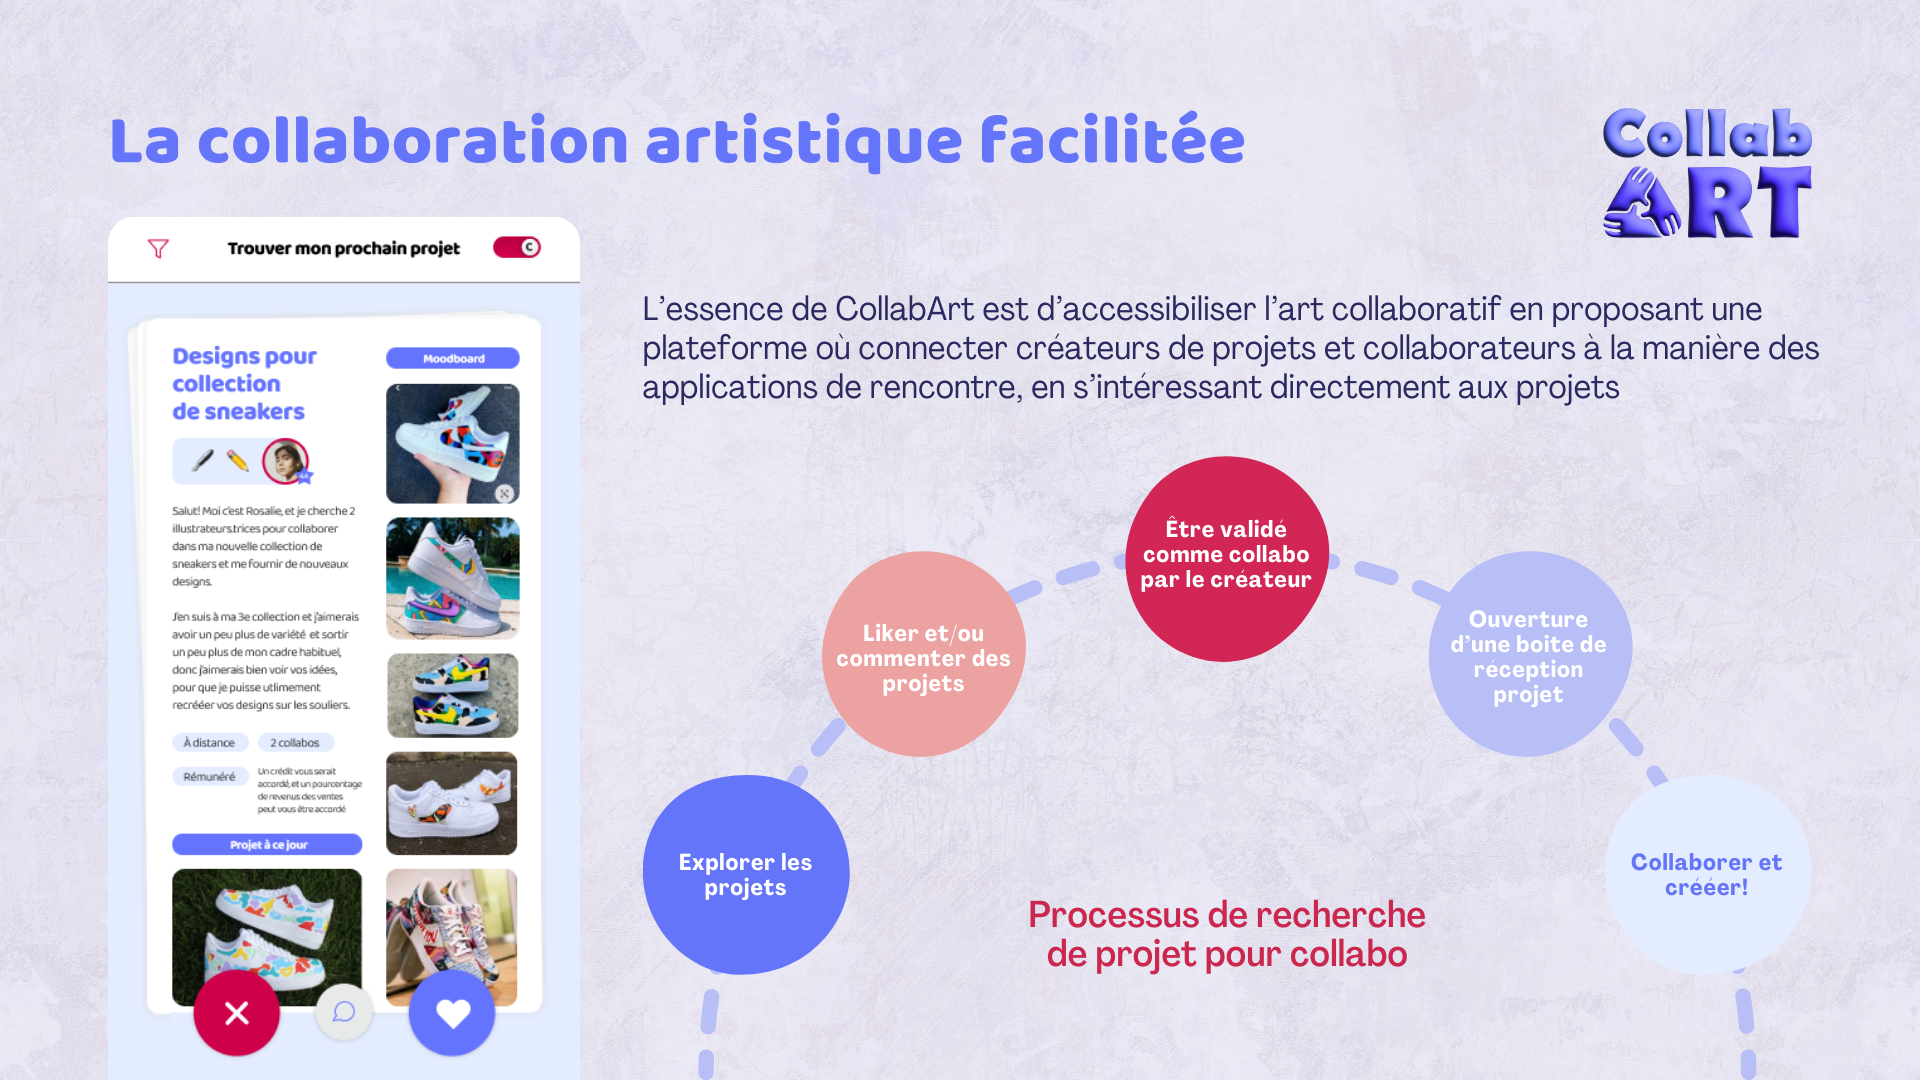 La collaboration artistique facilitée
Collab
ART
Trouver mon prochain projet
C
Designs pour
collection
de sneakers
Moodboard
Salut! Moi c'est Rosalie, et je cherche 2
illustrateurs.trices pour collaborer
dans ma nouvelle collection de
sneakers et me fournir de nouveaux
designs.
J'en suis à ma 3e collection et j'aimerais
avoir un peu plus de variété et sortir
un peu plus de mon cadre habituel,
donc j'aimerais bien voir vos idées,
pour que je puisse utlimement
recrééer vos designs sur les souliers.
À distance
2 collabos
Rémunéré
Un crédit vous serait
accordé, et un pourcentage
de revenus des ventes
peut vous être accordé
Projet à ce jour
L'essence de CollabArt est d'accessibiliser l'art collaboratif en proposant une
plateforme où connecter créateurs de projets et collaborateurs à la manière des
applications de rencontre, en s'intéressant directement aux projets
Explorer les
projets
Liker et/ou
commenter des
projets
Être validé
comme collabo
par le créateur
Ouverture
d'une boite de
réception
projet
Collaborer et
crééer!
Processus de recherche
de projet pour collabo